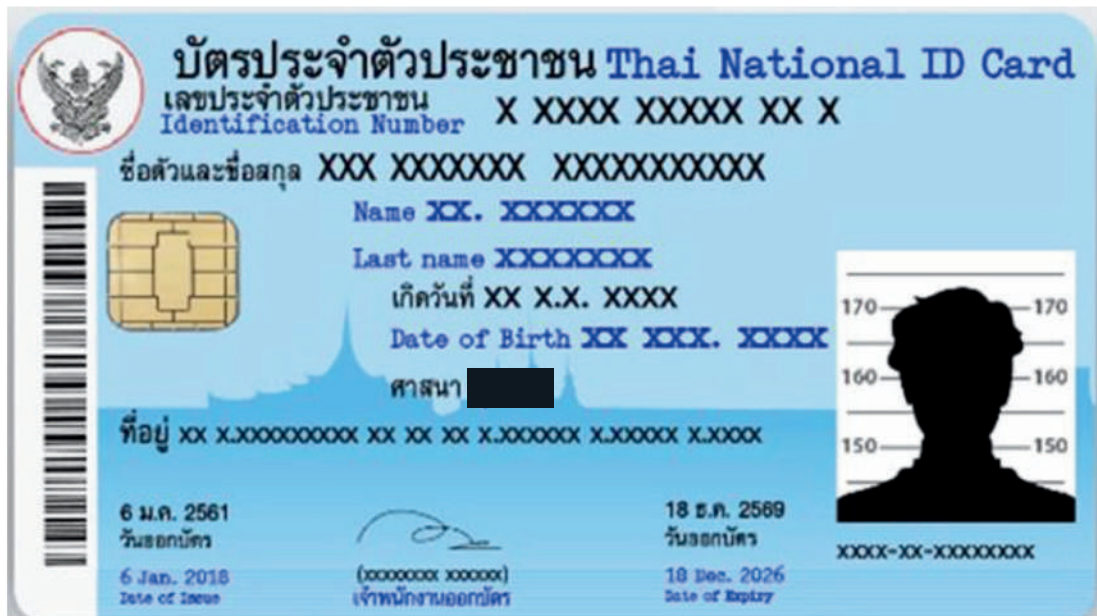 บัตรประจำตัวประชาชน Thai National ID Card
เลขประจำตัวประชาชน X XXXX XXXXX XX X
Identification Number
ชื่อตัวและชื่อสกุล XXX XXXXXXX XXXXXXXXXXX
Name XX. XXXXXXX
Last name XXXXXXXX
เกิดวันที่ XX X.X. XXXX
Date of Birth XX XXX. XXXX
ศาสนา
ที่อยู่ XX X.XXXXXXXXX XX XX XX X.XXXXXX X.XXXXX X.XXXX
170 170
160 160
150 150
6 ม.ค. 2561
วันออกบัตร
6 Jan. 2018
Date of Issue
(XXXXXXXX XXXXXX)
เจ้าพนักงานออกบัตร
18 ธ.ค. 2569
วันออกบัตร
18 Dec. 2026
Date of Expiry
XXXX-XX-XXXXXXXX